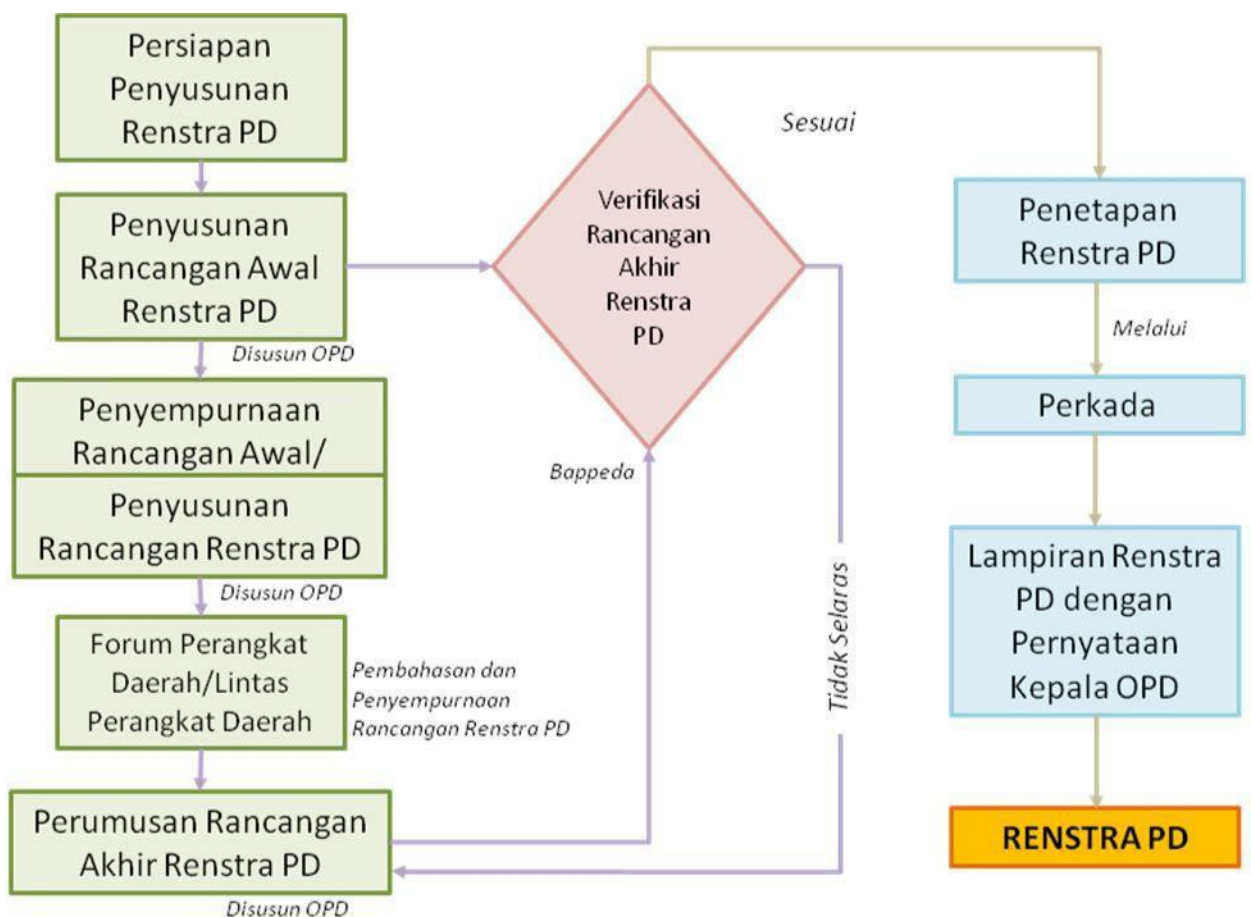 Persiapan
Penyusunan
Renstra PD
Penyusunan
Rancangan Awal
Renstra PD
Disusun OPD
Penyempurnaan
Rancangan Awal/
Penyusunan
Rancangan Renstra PD
Disusun OPD
Forum Perangkat
Daerah/Lintas
Perangkat Daerah
Pembahasan dan
Penyempurnaan
Rancangan Renstra PD
Perumusan Rancangan
Akhir Renstra PD
Disusun OPD
Verifikasi
Rancangan
Akhir
Renstra
PD
Bappeda
Tidak Selaras
Sesuai
Penetapan
Renstra PD
Melalui
Perkada
Lampiran Renstra
PD dengan
Pernyataan
Kepala OPD
RENSTRA PD